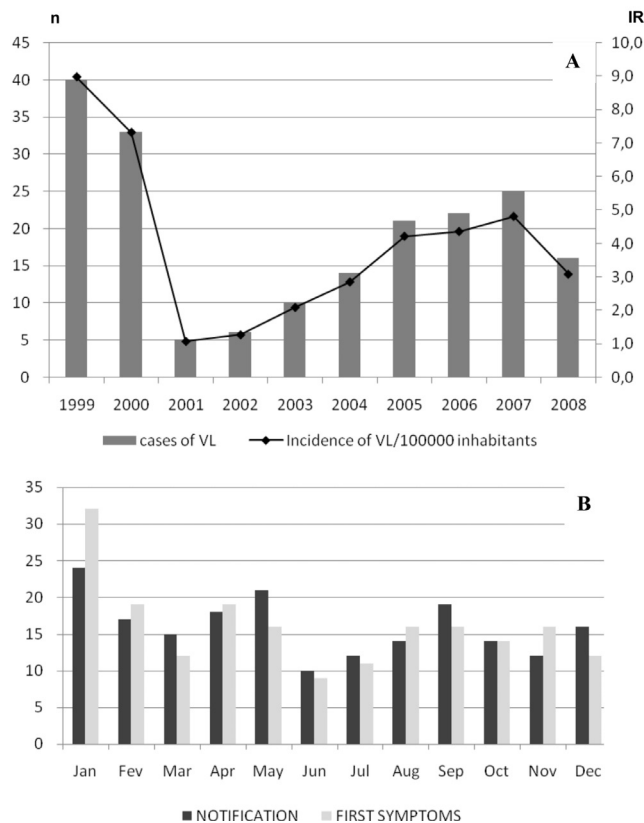 n IR
45 10,0
A
40 9,0
35 8,0
30 7,0
6,0
25 5,0
20 4,0
15 3,0
10 2,0
5 1,0
0 0,0
1999 2000 2001 2002 2003 2004 2005 2006 2007 2008
cases of VL Incidence of VL/100000 inhabitants
35
B
30
25
20
15
10
5
0
Jan Fev Mar Apr May Jun Jul Aug Sep Oct Nov Dec
NOTIFICATION FIRST SYMPTOMS